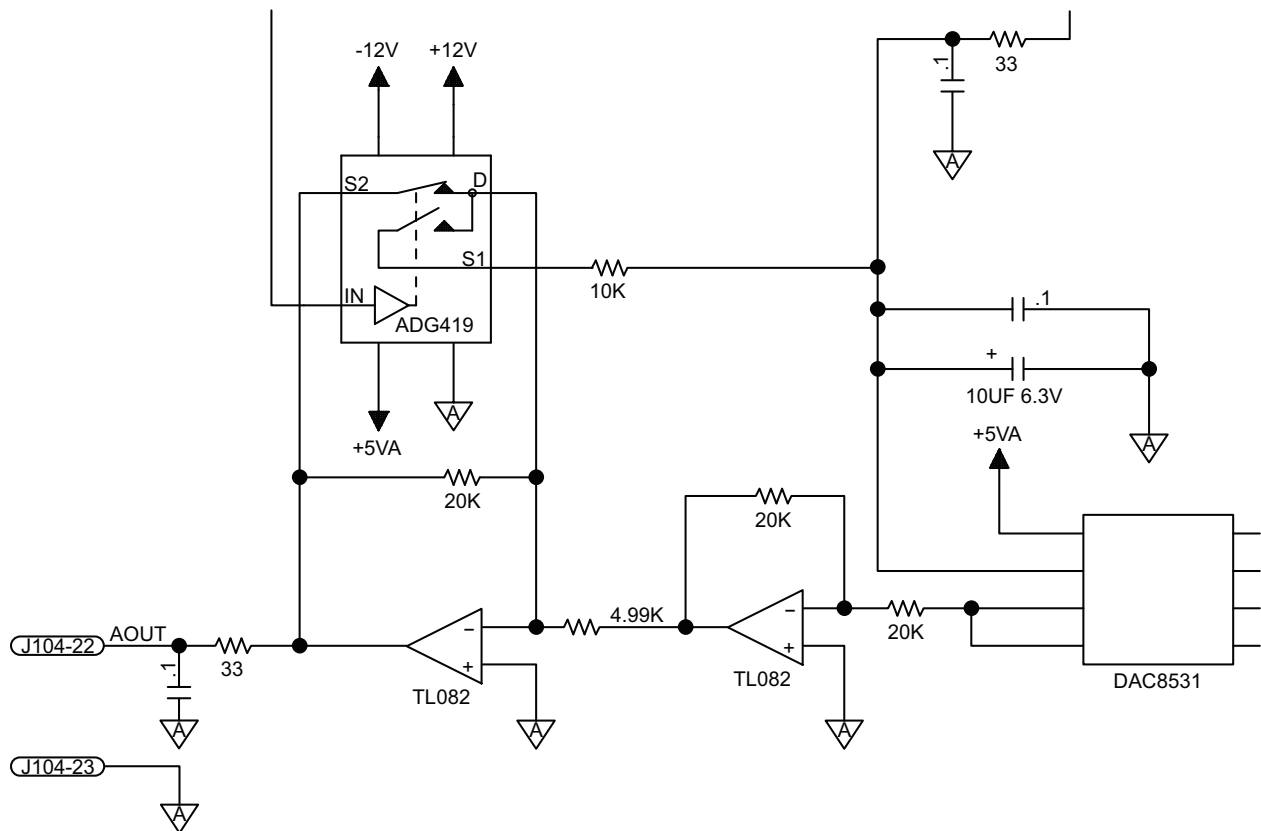 -12V
+12V
.1
33
A
S2
D
S1
10K
IN
ADG419
.1
+
10UF 6.3V
A
+5VA
A
+5VA
20K
20K
4.99K
20K
−
+
TL082
−
+
TL082
DAC8531
J104-22
AOUT
33
.1
A
A
A
J104-23
A